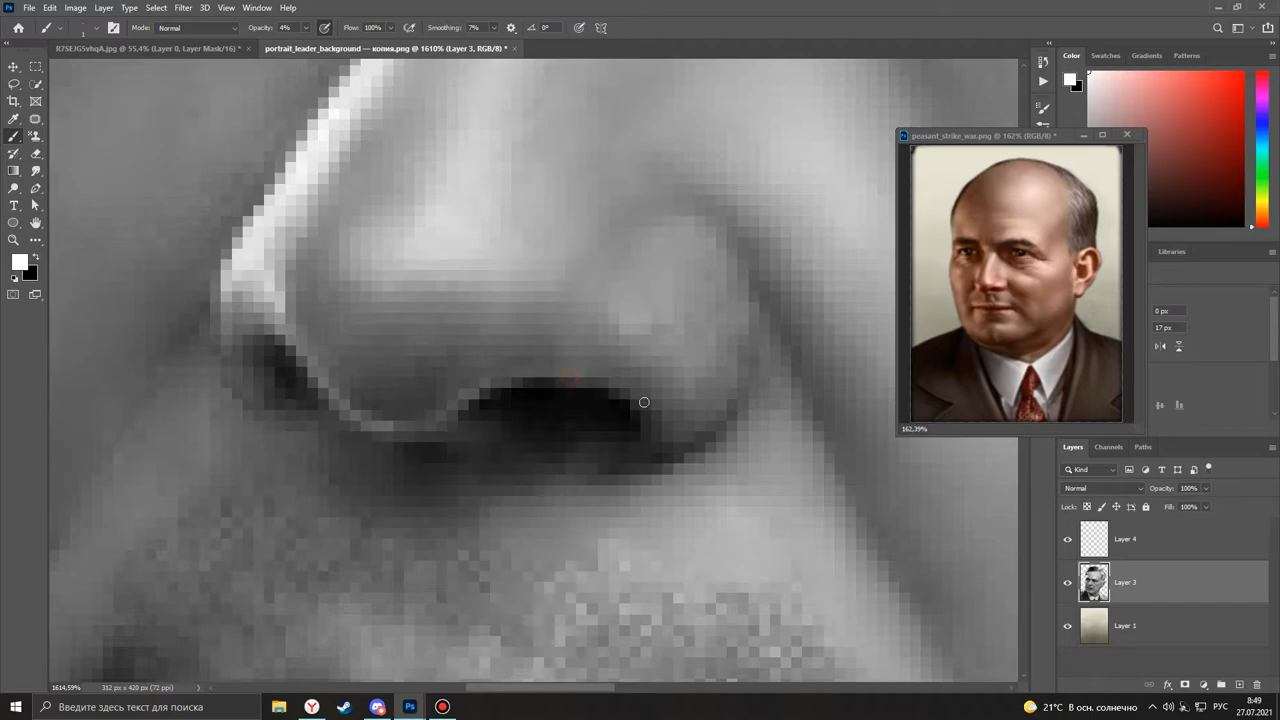 File Edit Image Layer Type Select Filter 3D View Window Help
1 Mode: Normal Opacity: 4% Flow: 100% Smoothing: 7% 0°
R7SEJG5vhqA.jpg @ 55,4% (Layer 0, Layer Mask/16) * × portrait_leader_background — копия.png @ 1610% (Layer 3, RGB/8) * ×
Color Swatches Gradients Patterns
peasant_strike_war.png @ 162% (RGB/8) *
162,39%
Libraries
0 px
17 px
Layers Channels Paths
Kind
Normal Opacity: 100%
Lock: Fill: 100%
Layer 4
Layer 3
Layer 1
1614,59% 312 px x 420 px (72 ppi)
Введите здесь текст для поиска
21°C В осн. солнечно РУС 8:49
27.07.2021